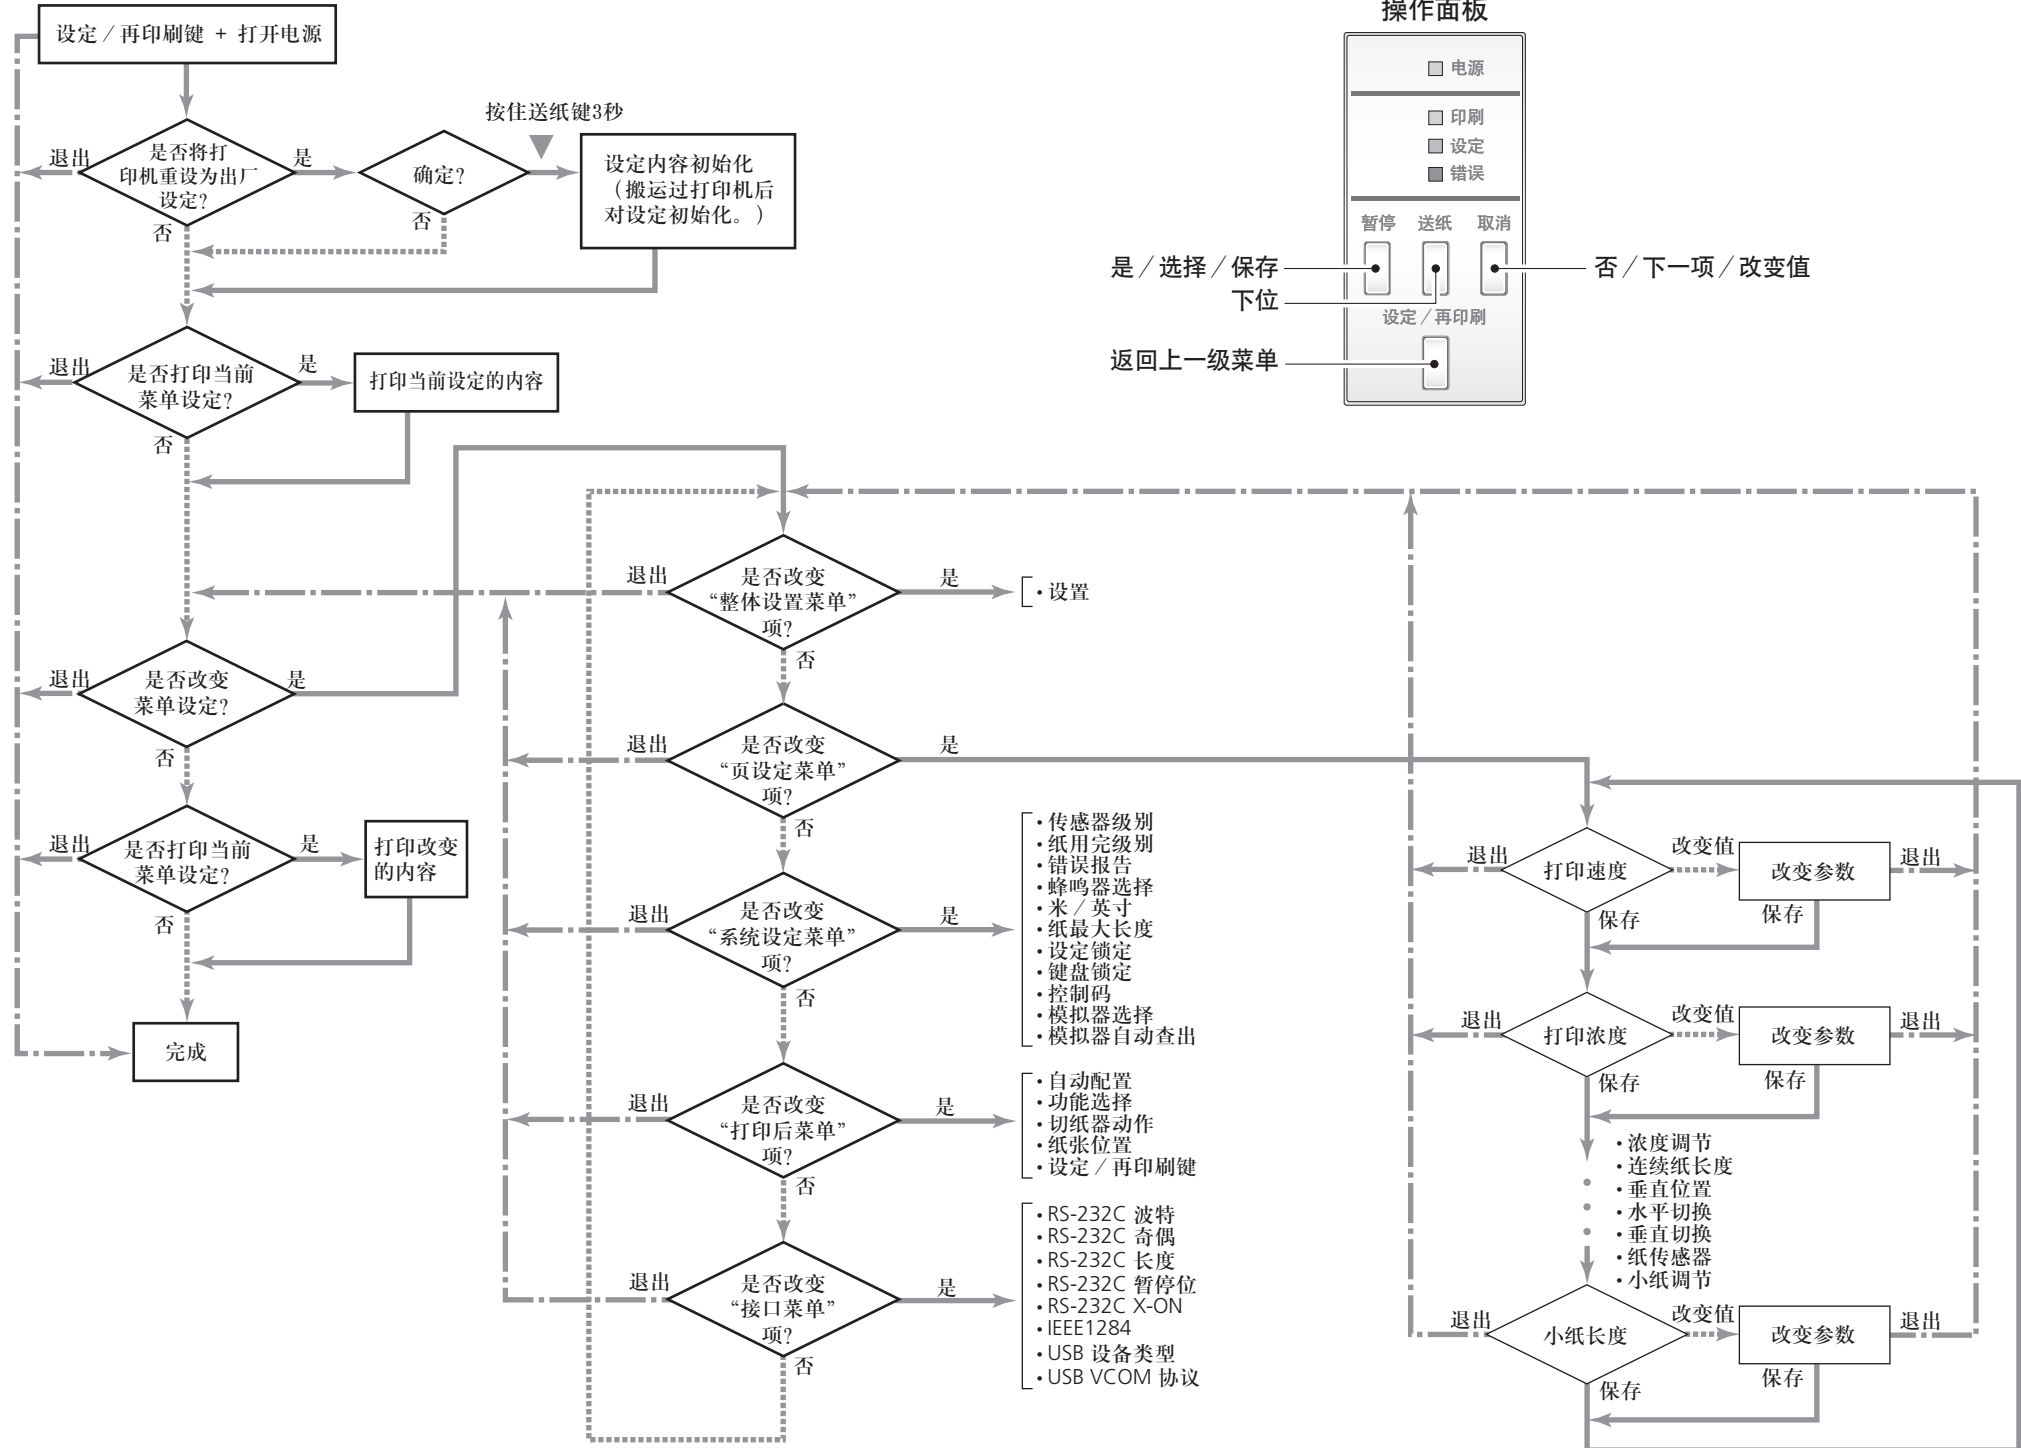 操作面板
设定／再印刷键 + 打开电源
电源
印刷
设定
错误
暂停
送纸
取消
设定／再印刷
是／选择／保存
下位
返回上一级菜单
否／下一项／改变值
按住送纸键3秒
退出
是否将打
印机重设为出厂
设定?
是
否
确定?
否
设定内容初始化
（搬运过打印机后
对设定初始化。）
退出
是否打印当前
菜单设定?
是
否
打印当前设定的内容
退出
是否改变
菜单设定?
是
否
退出
是否打印当前
菜单设定?
是
否
打印改变
的内容
完成
退出
是否改变
“整体设置菜单”
项?
是
否
・设置
退出
是否改变
“页设定菜单”
项?
是
否
退出
是否改变
“系统设定菜单”
项?
是
否
・传感器级别
・纸用完级别
・错误报告
・蜂鸣器选择
・米／英寸
・纸最大长度
・设定锁定
・键盘锁定
・控制码
・模拟器选择
・模拟器自动查出
退出
是否改变
“打印后菜单”
项?
是
否
・自动配置
・功能选择
・切纸器动作
・纸张位置
・设定／再印刷键
退出
是否改变
“接口菜单”
项?
是
否
・RS-232C 波特
・RS-232C 奇偶
・RS-232C 长度
・RS-232C 暂停位
・RS-232C X-ON
・IEEE1284
・USB 设备类型
・USB VCOM 协议
退出
打印速度
改变值
改变参数
退出
保存
保存
退出
打印浓度
改变值
改变参数
退出
保存
保存
・浓度调节
・连续纸长度
・垂直位置
・水平切换
・垂直切换
・纸传感器
・小纸调节
退出
小纸长度
改变值
改变参数
退出
保存
保存